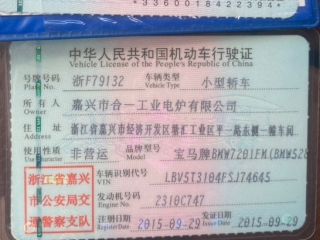 3360018422394
中华人民共和国机动车行驶证
Vehicle License of the People's Republic of China
号牌号码 浙F79132 车辆类型 小型轿车
Plate No. Vehicle Type
所有人 嘉兴市合一工业电炉有限公司
Owner
住址 浙江省嘉兴市经济开发区塘汇工业区平一路东侧一幢车间
Address
使用性质 非营运 品牌型号 宝马牌BMW7201FM(BMW528
Use Character Model
浙江省嘉兴市公安局交通警察支队
车辆识别代号 LBV5T3104FSJ74645
VIN
发动机号码 2310C747
Engine No.
注册日期 2015-09-29 发证日期 2015-09-29
Register Date Issue Date